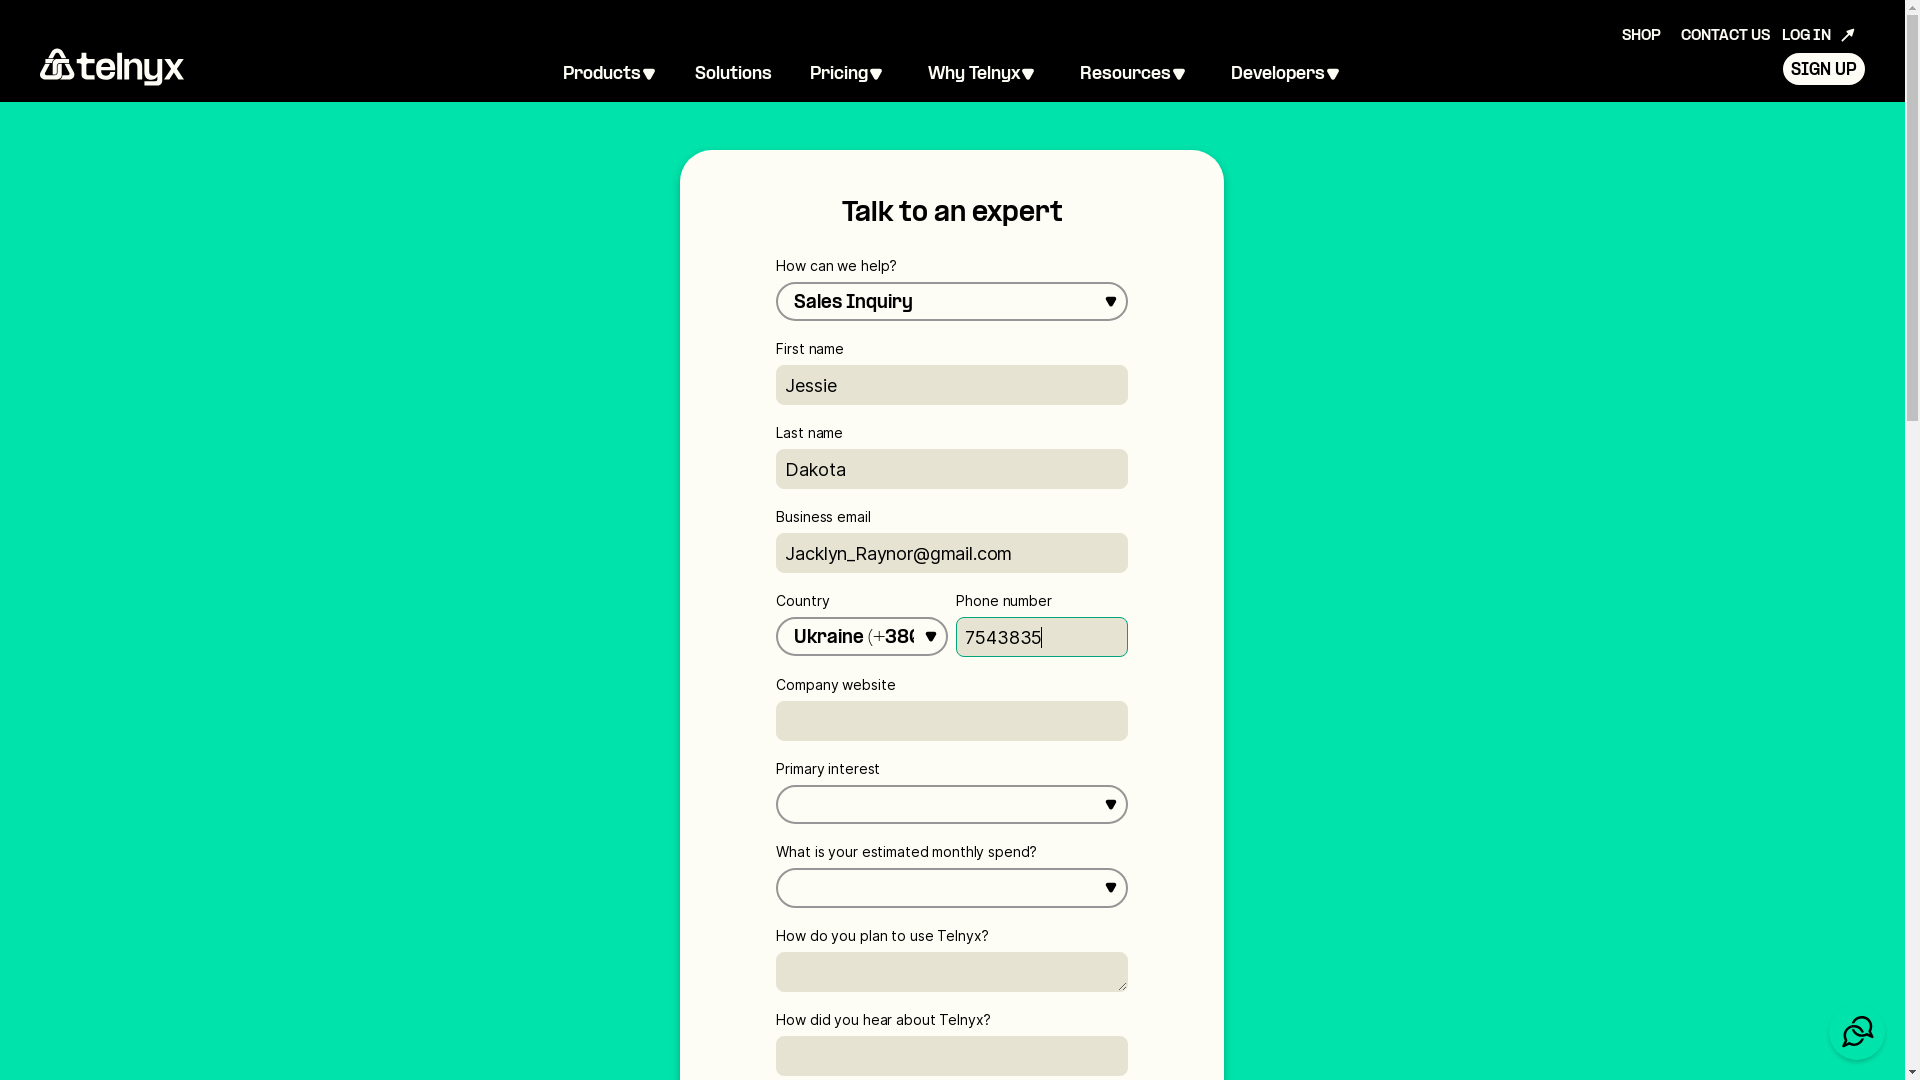 SHOP CONTACT US LOG IN
telnyx
Products Solutions Pricing Why Telnyx Resources Developers
SIGN UP
Talk to an expert
How can we help?
Sales Inquiry
First name
Jessie
Last name
Dakota
Business email
Jacklyn_Raynor@gmail.com
Country Phone number
Ukraine (+380 7543835
Company website
Primary interest
What is your estimated monthly spend?
How do you plan to use Telnyx?
How did you hear about Telnyx?